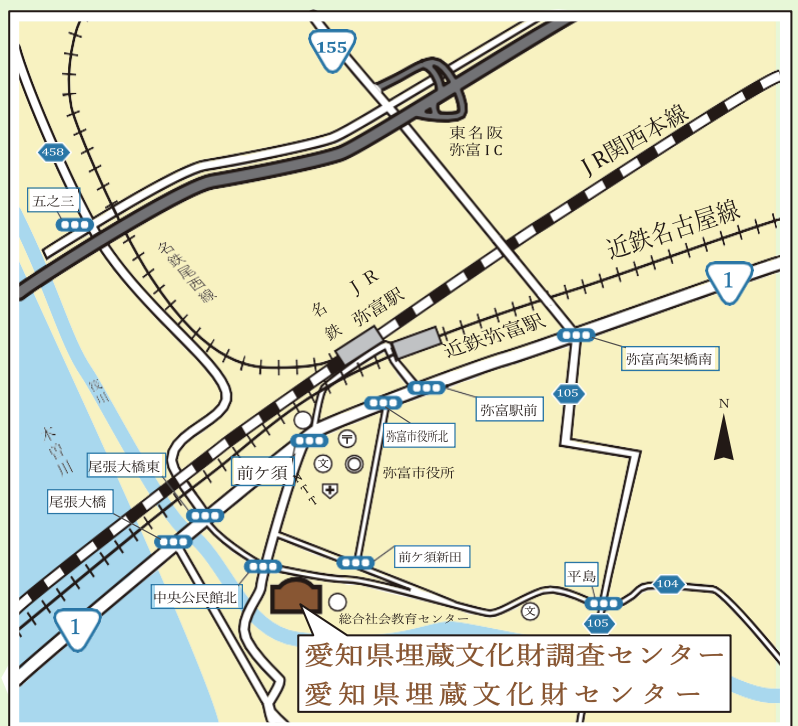 155
東名阪
弥富IC
JR関西本線
458
五之三
近鉄名古屋線
名鉄尾西線
1
JR
名鉄
弥富駅
近鉄弥富駅
弥富高架橋南
105
弥富駅前
N
筏川
木曽川
弥富市役所北
〒
文
前ケ須
弥富市役所
NTT
尾張大橋東
尾張大橋
前ケ須新田
中央公民館北
平島
104
文
105
総合社会教育センター
1
愛知県埋蔵文化財調査センター
愛知県埋蔵文化財センター